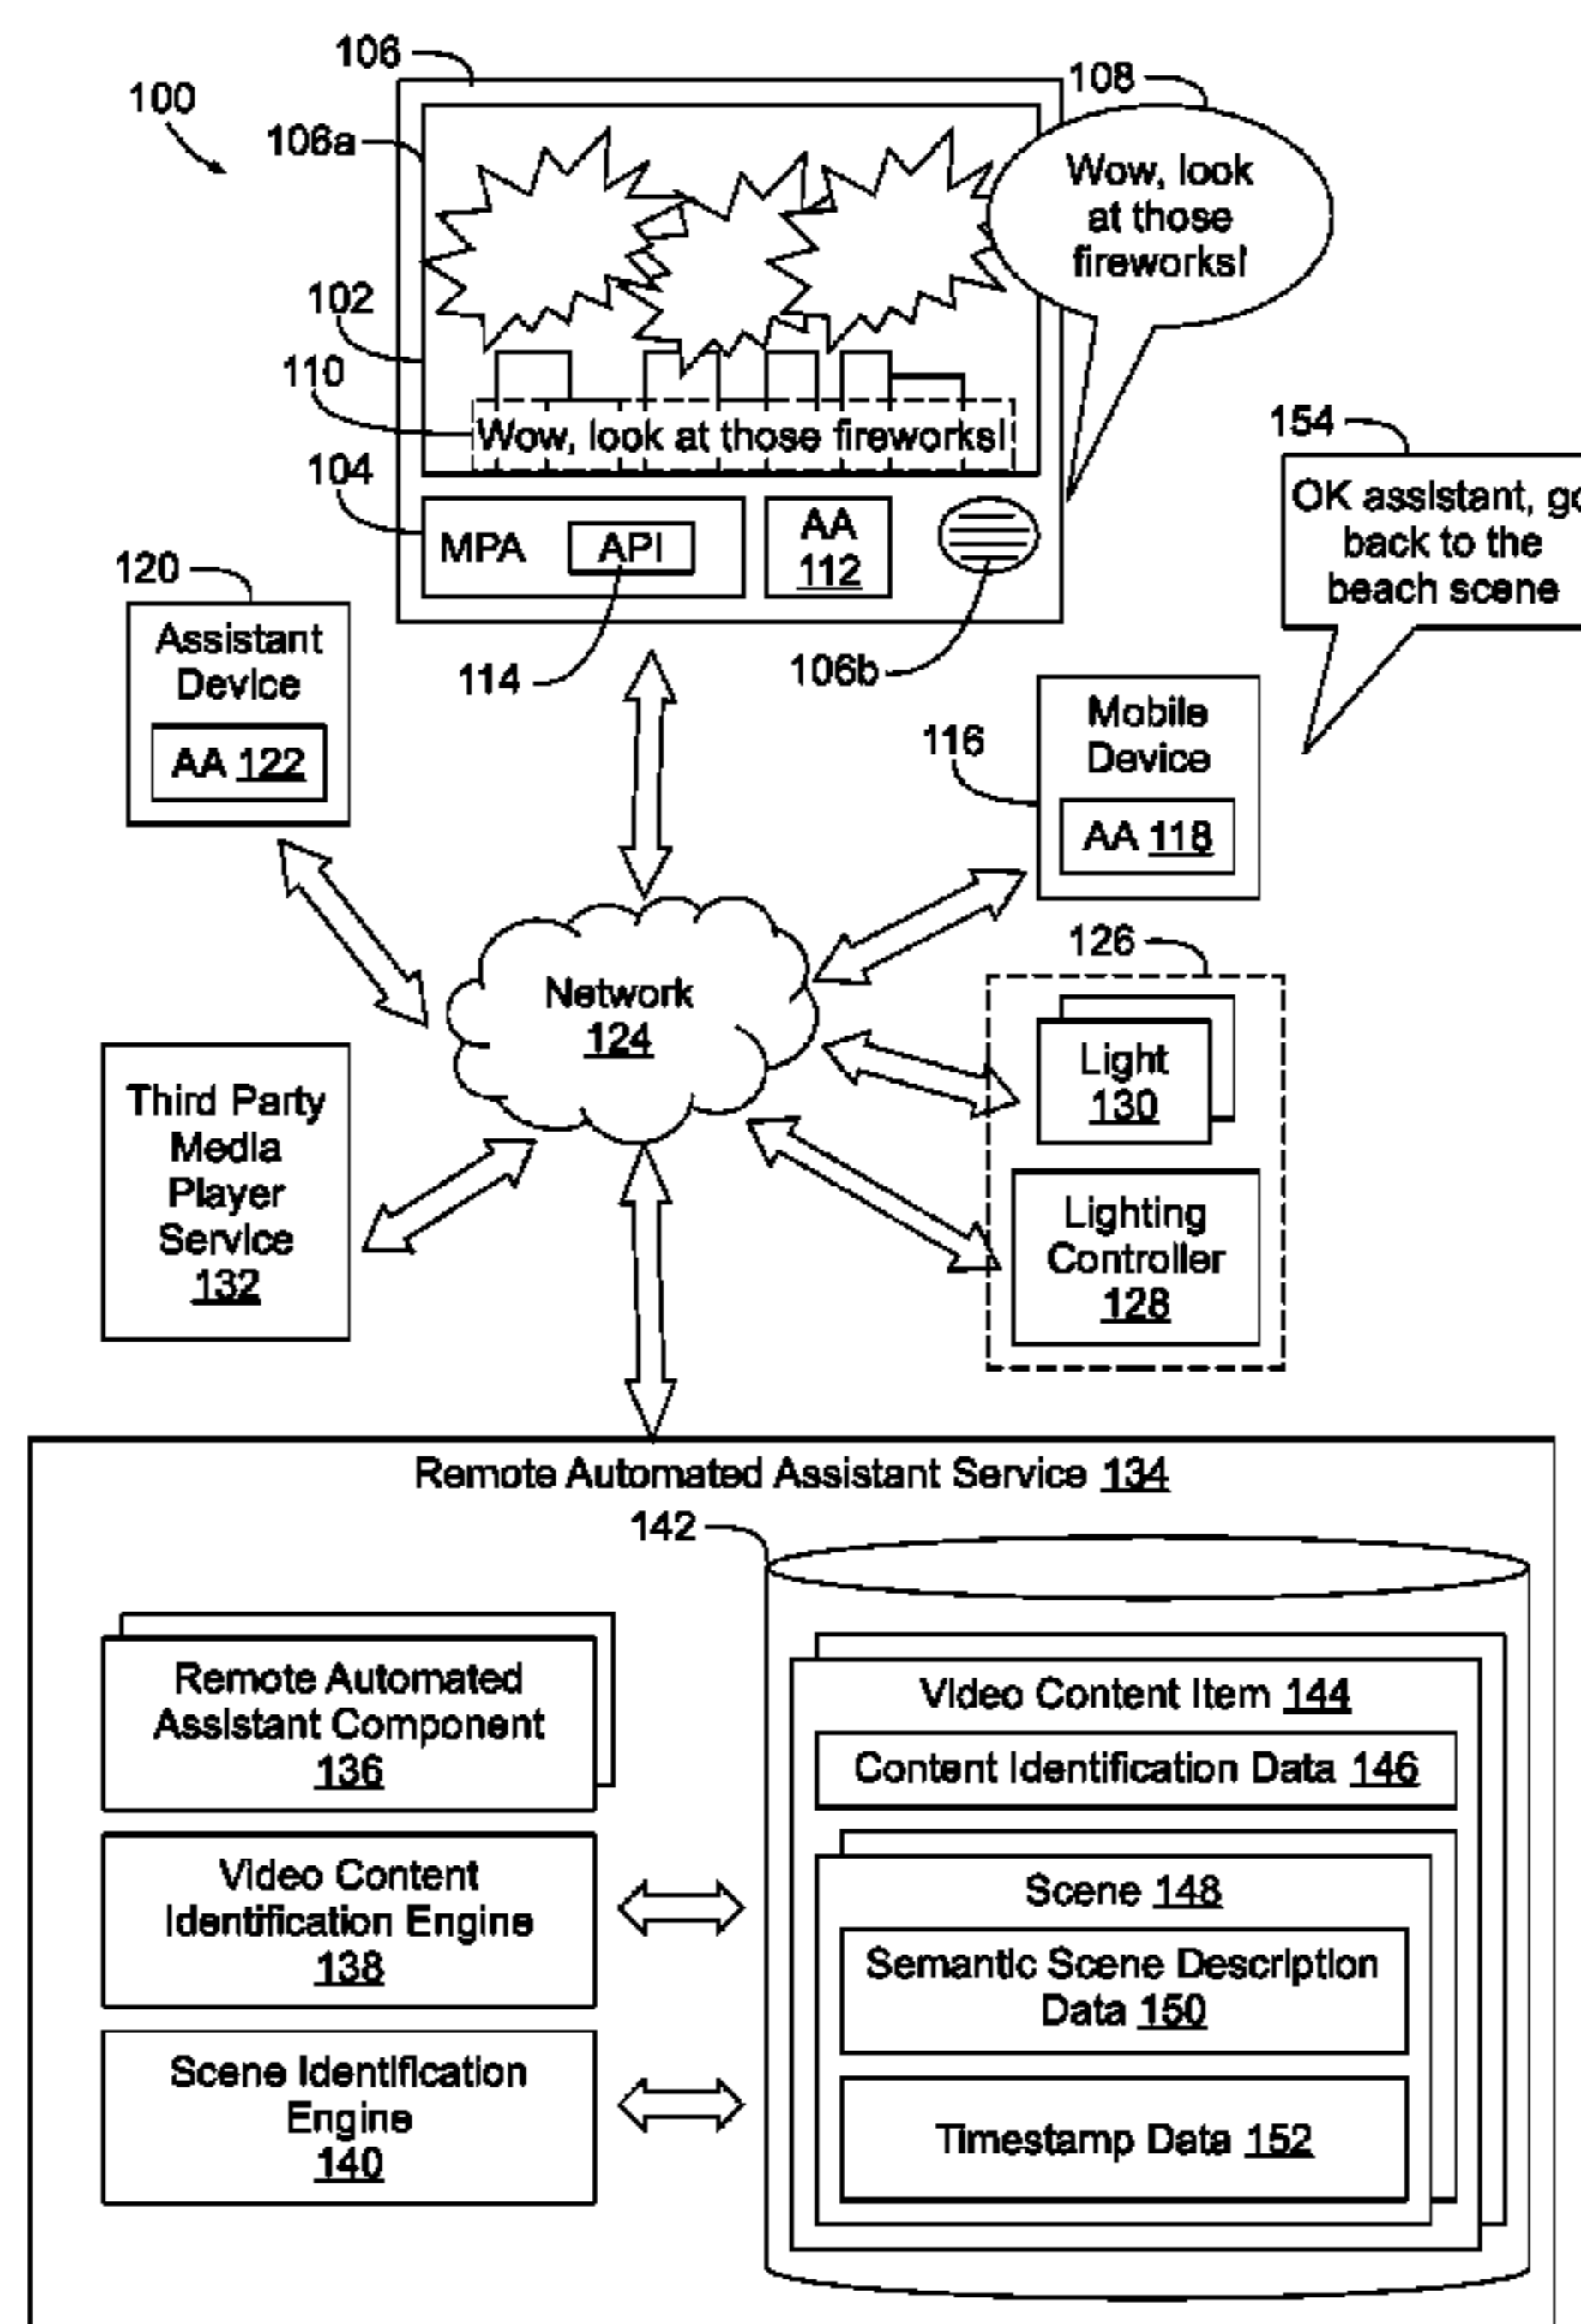 106
108
100
106a
Wow, look
at those
fireworks!
102
110
Wow, look at those fireworks!
154
104
OK assistant, go
back to the
beach scene
MPA
API
AA
112
120
Assistant
Device
114
106b
AA 122
Mobile
Device
116
AA 118
126
Network
124
Light
130
Third Party
Media
Player
Service
132
Lighting
Controller
128
Remote Automated Assistant Service 134
142
Remote Automated
Assistant Component
136
Video Content Item 144
Content Identification Data 146
Video Content
Identification Engine
138
Scene 148
Semantic Scene Description
Data 150
Scene Identification
Engine
140
Timestamp Data 152